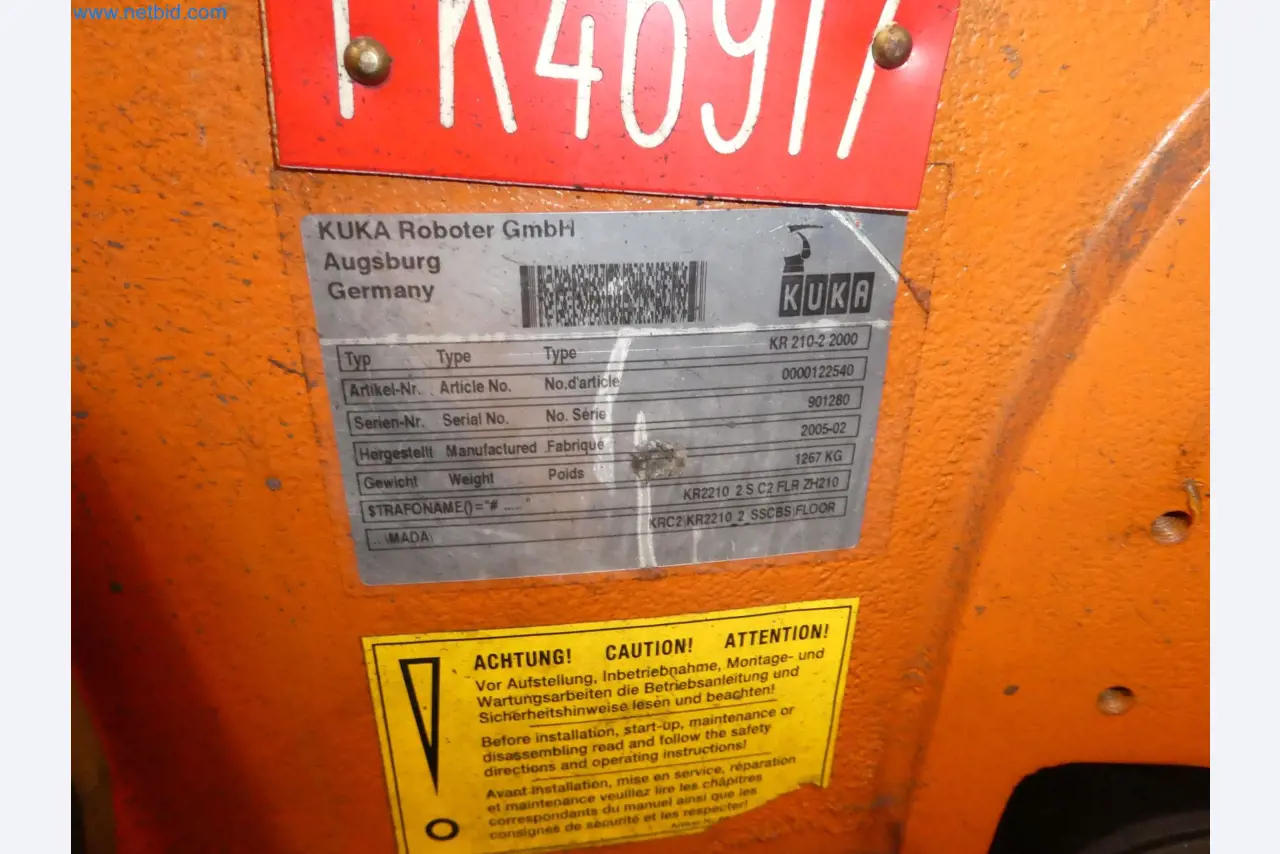 www.netbid.com
K46917
KUKA Roboter GmbH
Augsburg
Germany
KUKA
Typ Type Type KR 210-2 2000
Artikel-Nr. Article No. No.d'article 0000122540
Serien-Nr. Serial No. No. Série 901280
Hergestellt Manufactured Fabrique 2005-02
Gewicht Weight Poids 1267 KG
$TRAFONAME()="# ....." KR2210_2 S C2 FLR ZH210
..\MADA\ KRC2\KR2210_2_SSCBS\FLOOR
ACHTUNG! CAUTION! ATTENTION!
Vor Aufstellung, Inbetriebnahme, Montage- und
Wartungsarbeiten die Betriebsanleitung und
Sicherheitshinweise lesen und beachten!
Before installation, start-up, maintenance or
disassembling read and follow the safety
directions and operating instructions!
Avant installation, mise en service, réparation
et maintenance veuillez lire les chapitres
correspondants du manuel ainsi que les
consignes de sécurité et les respecter!